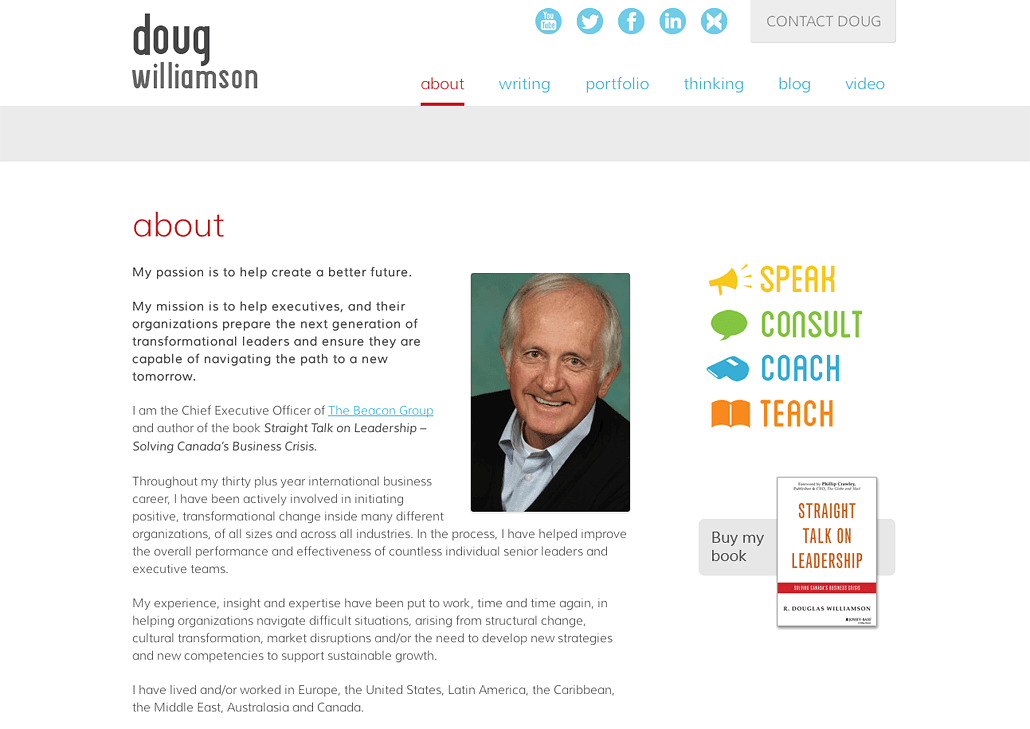 doug
williamson
You
Tube
CONTACT DOUG
about
writing
portfolio
thinking
blog
video
about
My passion is to help create a better future.
My mission is to help executives, and their
organizations prepare the next generation of
transformational leaders and ensure they are
capable of navigating the path to a new
tomorrow.
I am the Chief Executive Officer of The Beacon Group
and author of the book Straight Talk on Leadership –
Solving Canada's Business Crisis.
Throughout my thirty plus year international business
career, I have been actively involved in initiating
positive, transformational change inside many different
organizations, of all sizes and across all industries. In the process, I have helped improve
the overall performance and effectiveness of countless individual senior leaders and
executive teams.
My experience, insight and expertise have been put to work, time and time again, in
helping organizations navigate difficult situations, arising from structural change,
cultural transformation, market disruptions and/or the need to develop new strategies
and new competencies to support sustainable growth.
I have lived and/or worked in Europe, the United States, Latin America, the Caribbean,
the Middle East, Australasia and Canada.
SPEAK
CONSULT
COACH
TEACH
Buy my
book
Foreword by Phillip Crawley,
Publisher & CEO, The Globe and Mail
STRAIGHT
TALK ON
LEADERSHIP
SOLVING CANADA'S BUSINESS CRISIS
R. DOUGLAS WILLIAMSON
JOSSEY-BASS